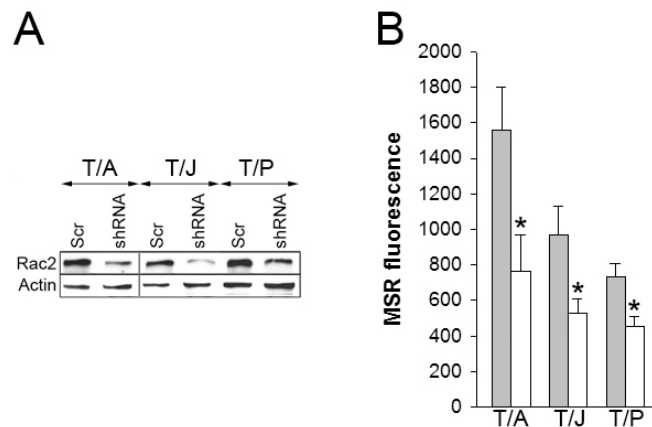 A
T/A T/J T/P
Scr shRNA Scr shRNA Scr shRNA
Rac2
Actin
B
MSR fluorescence
2000
1800
1600
1400
1200
1000
800
600
400
200
0
* * *
T/A T/J T/P